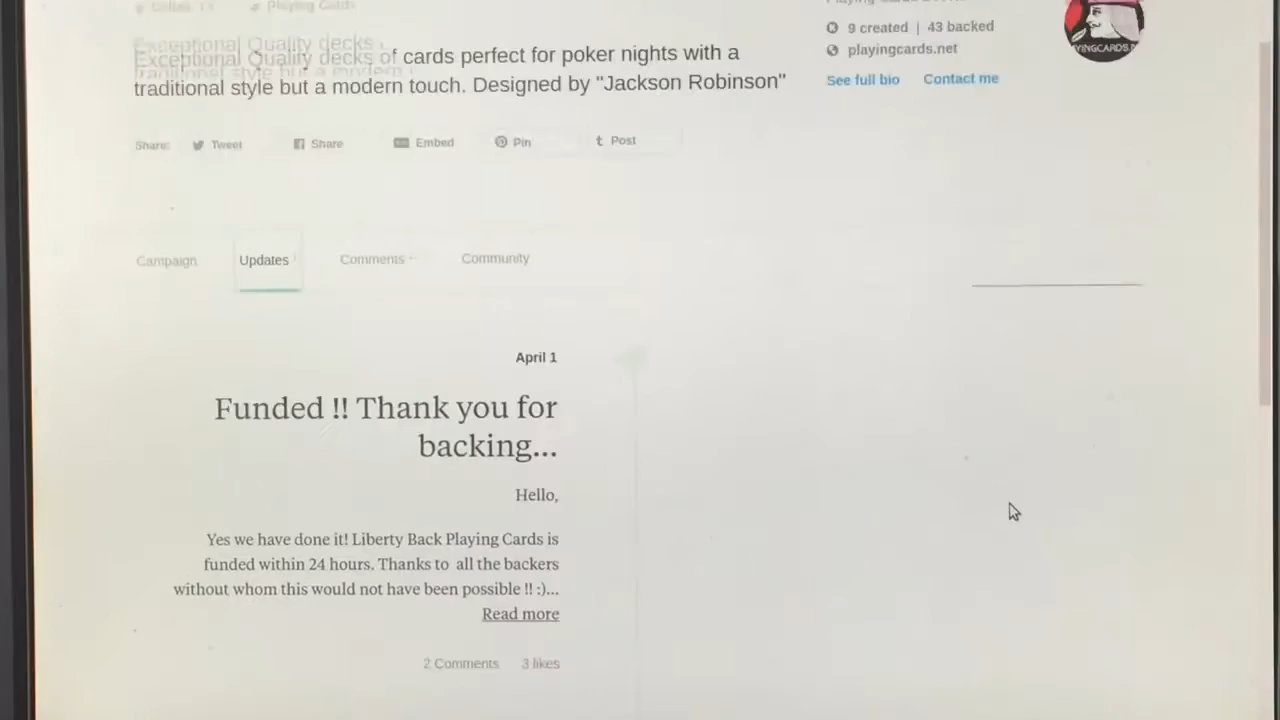 Playing Cards
Exceptional Quality decks of cards perfect for poker nights with a
traditional style but a modern touch. Designed by "Jackson Robinson"
9 created | 43 backed
playingcards.net
See full bio Contact me
Share: Tweet Share Embed Pin Post
Campaign Updates Comments Community
April 1
Funded !! Thank you for
backing...
Hello,
Yes we have done it! Liberty Back Playing Cards is
funded within 24 hours. Thanks to all the backers
without whom this would not have been possible !! :)...
Read more
2 Comments 3 likes